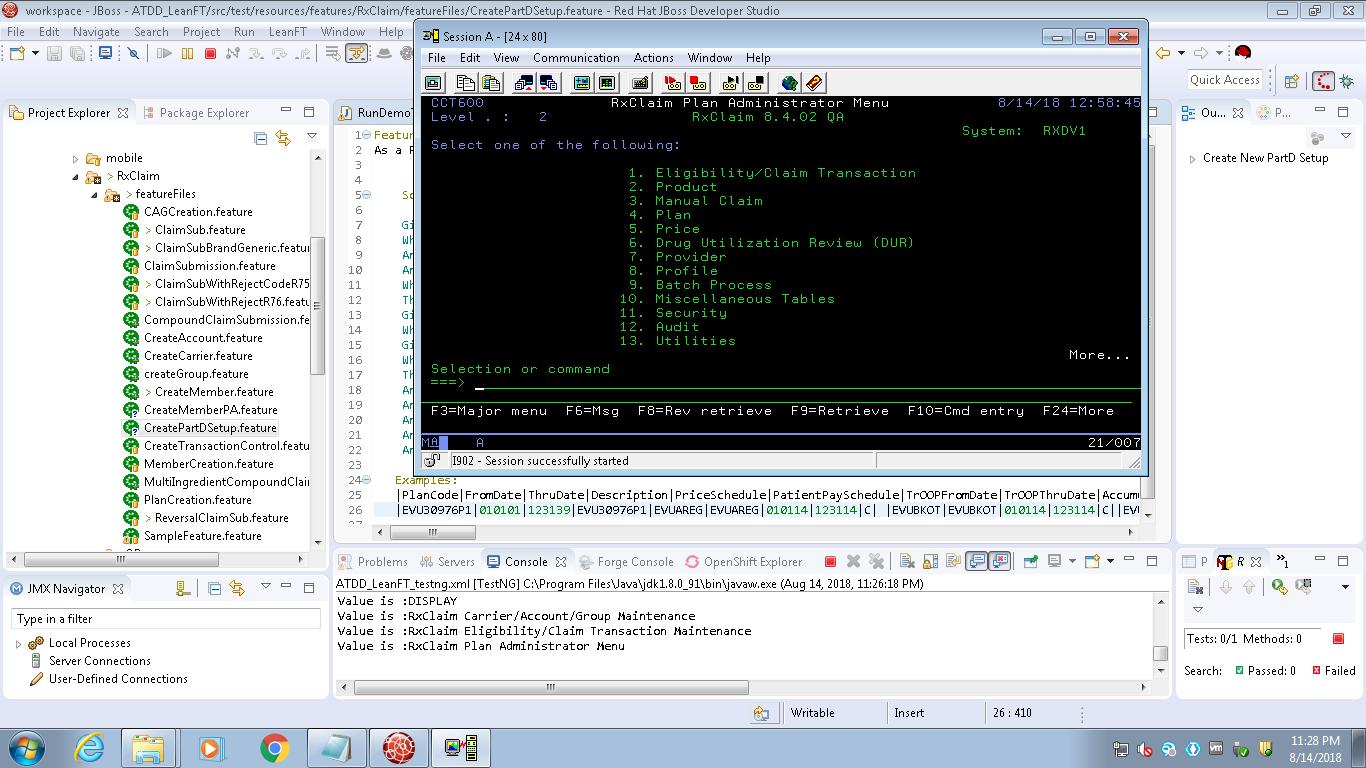 workspace - JBoss - ATDD_LeanFT/src/test/resources/features/RxClaim/featureFiles/CreatePartDSetup.feature - Red Hat JBoss Developer Studio
File Edit Navigate Search Project Run LeanFT Window Help
Quick Access
Project Explorer
Package Explorer
mobile
> RxClaim
> featureFiles
CAGCreation.feature
> ClaimSub.feature
> ClaimSubBrandGeneric.featur
ClaimSubmission.feature
> ClaimSubWithRejectCodeR75
> ClaimSubWithRejectR76.featu
CompoundClaimSubmission.fe
CreateAccount.feature
CreateCarrier.feature
createGroup.feature
> CreateMember.feature
CreateMemberPA.feature
CreatePartDSetup.feature
CreateTransactionControl.featu
MemberCreation.feature
MultiIngredientCompoundClai
PlanCreation.feature
> ReversalClaimSub.feature
SampleFeature.feature
JMX Navigator
Type in a filter
Local Processes
Server Connections
User-Defined Connections
RunDemoT
1 Featur
2 As a R
3
4
5 Sc
6
7 Gi
8 Wh
9 An
10 An
11 Wh
12 Th
13 Gi
14 Wh
15 Gi
16 Wh
17 Th
18 An
19 An
20 An
21 An
22 An
23
24 Examples:
25 |PlanCode|FromDate|ThruDate|Description|PriceSchedule|PatientPaySchedule|TrOOPFromDate|TrOOPThruDate|Accum
26 |EVU30976P1|010101|123139|EVU30976P1|EVUAREG|EVUAREG|010114|123114|C| |EVUBKOT|EVUBKOT|010114|123114|C||EVU
27
Session A - [24 x 80]
File Edit View Communication Actions Window Help
CCT600 RxClaim Plan Administrator Menu 8/14/18 12:58:45
Level . : 2 RxClaim 8.4.02 QA
System: RXDV1
Select one of the following:
1. Eligibility/Claim Transaction
2. Product
3. Manual Claim
4. Plan
5. Price
6. Drug Utilization Review (DUR)
7. Provider
8. Profile
9. Batch Process
10. Miscellaneous Tables
11. Security
12. Audit
13. Utilities
More...
Selection or command
===>
F3=Major menu F6=Msg F8=Rev retrieve F9=Retrieve F10=Cmd entry F24=More
MA A 21/007
I902 - Session successfully started
Ou...
P...
Create New PartD Setup
Problems Servers Console Forge Console OpenShift Explorer
ATDD_LeanFT_testng.xml [TestNG] C:\Program Files\Java\jdk1.8.0_91\bin\javaw.exe (Aug 14, 2018, 11:26:18 PM)
Value is :DISPLAY
Value is :RxClaim Carrier/Account/Group Maintenance
Value is :RxClaim Eligibility/Claim Transaction Maintenance
Value is :RxClaim Plan Administrator Menu
P R »1
Tests: 0/1 Methods: 0
Search: Passed: 0 Failed
Writable Insert 26 : 410
11:28 PM
8/14/2018